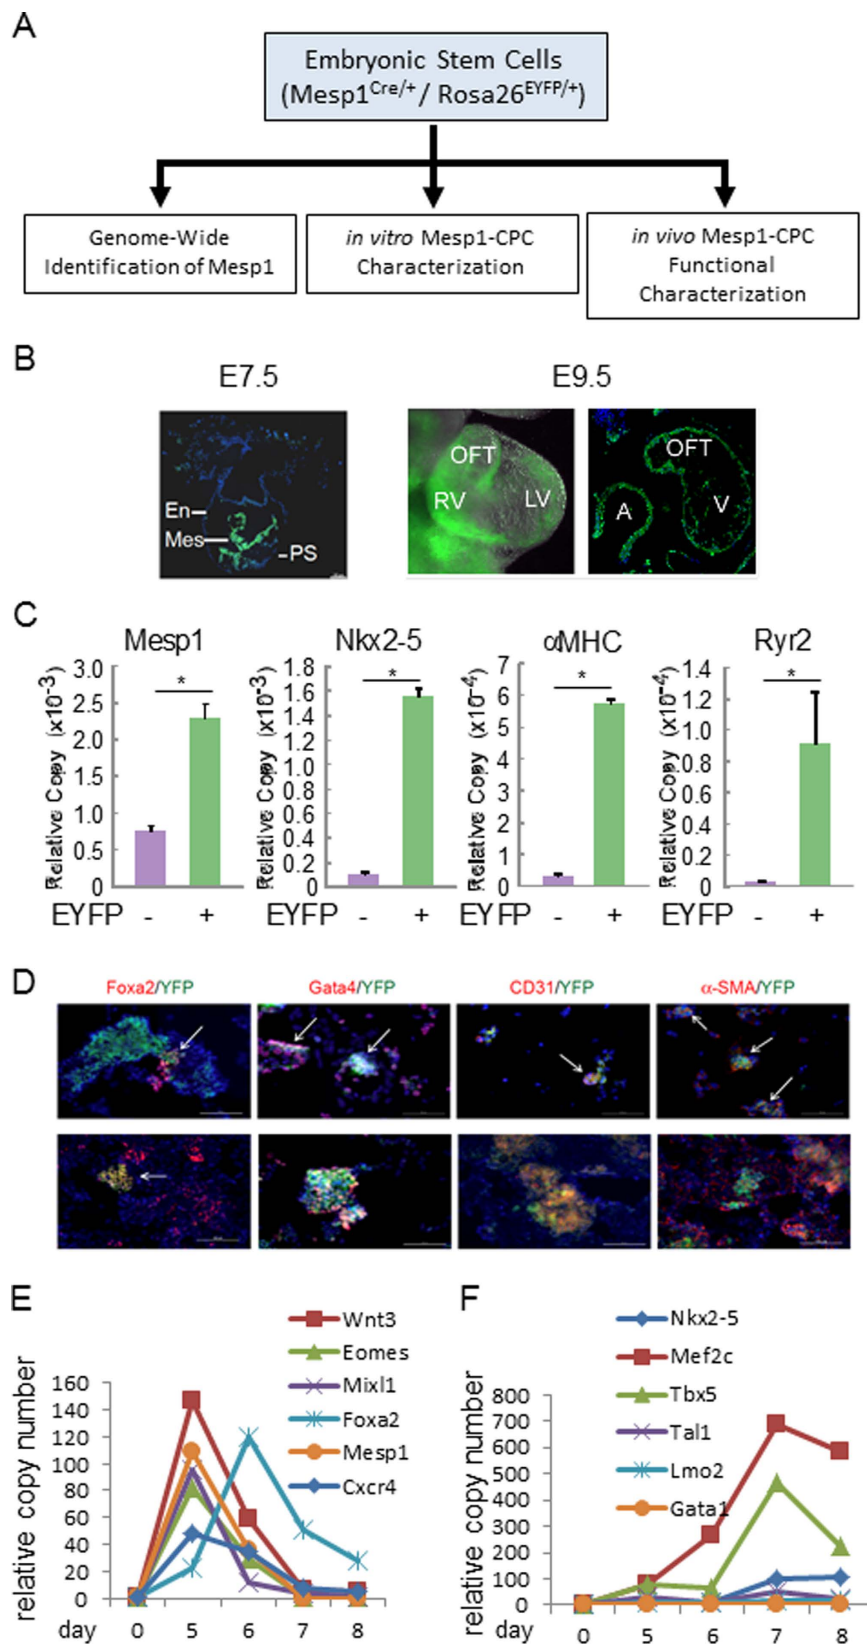 A
Embryonic Stem Cells
(Mesp1Cre/+ / Rosa26EYFP/+)
Genome-Wide
Identification of Mesp1
in vitro Mesp1-CPC
Characterization
in vivo Mesp1-CPC
Functional
Characterization
B
E7.5
E9.5
En
Mes
PS
OFT
RV
LV
OFT
A
V
C
Mesp1
Relative Copy (x10-3)
3.0
2.5
2.0
1.0
0.5
0
*
EYFP - +
Nkx2-5
Relative Copy (x10-3)
1.8
1.6
1.4
1.2
1.0
0.8
0.6
0.4
0.2
0
*
EYFP - +
αMHC
Relative Copy (x10-4)
7
6
5
4
3
2
1
0
*
EYFP - +
Ryr2
Relative Copy (x10-4)
1.4
1.2
1.0
0.8
0.6
0.4
0.2
0
*
EYFP - +
D
Foxa2/YFP
Gata4/YFP
CD31/YFP
α-SMA/YFP
E
Wnt3
Eomes
Mixl1
Foxa2
Mesp1
Cxcr4
relative copy number
160
140
120
100
80
60
40
20
0
day 0 5 6 7 8
F
Nkx2-5
Mef2c
Tbx5
Tal1
Lmo2
Gata1
relative copy number
800
700
600
500
400
300
200
100
0
day 0 5 6 7 8